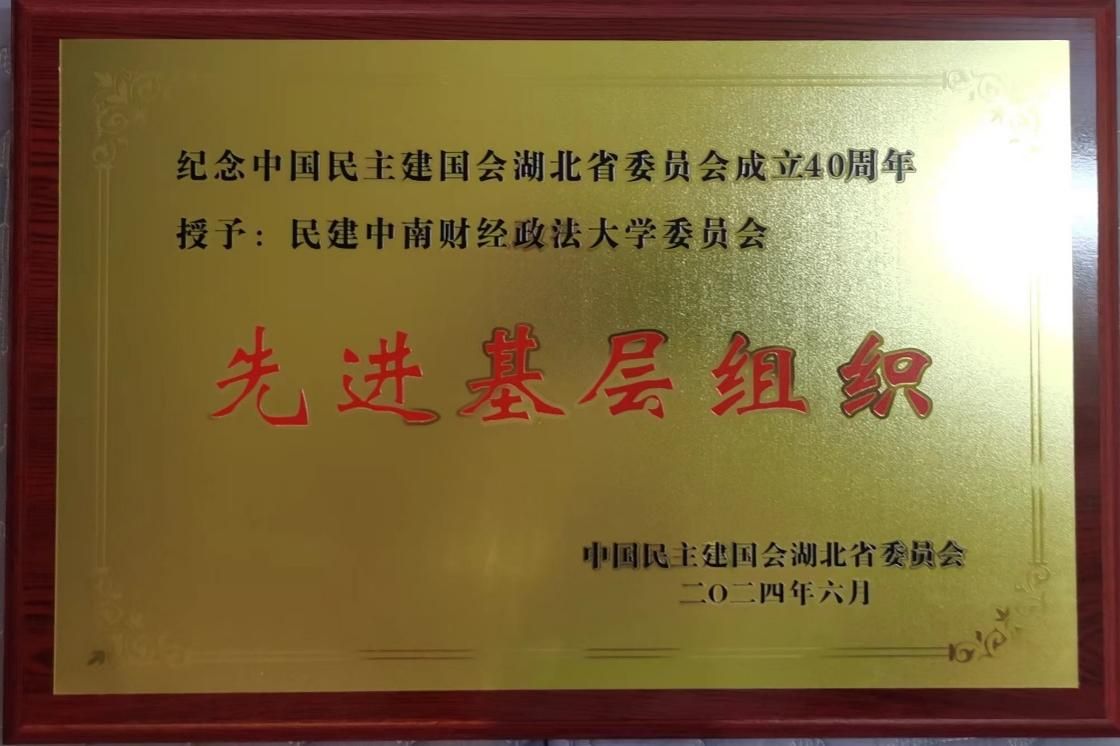 纪念中国民主建国会湖北省委员会成立40周年
授予：民建中南财经政法大学委员会
先进基层组织
中国民主建国会湖北省委员会
二〇二四年六月